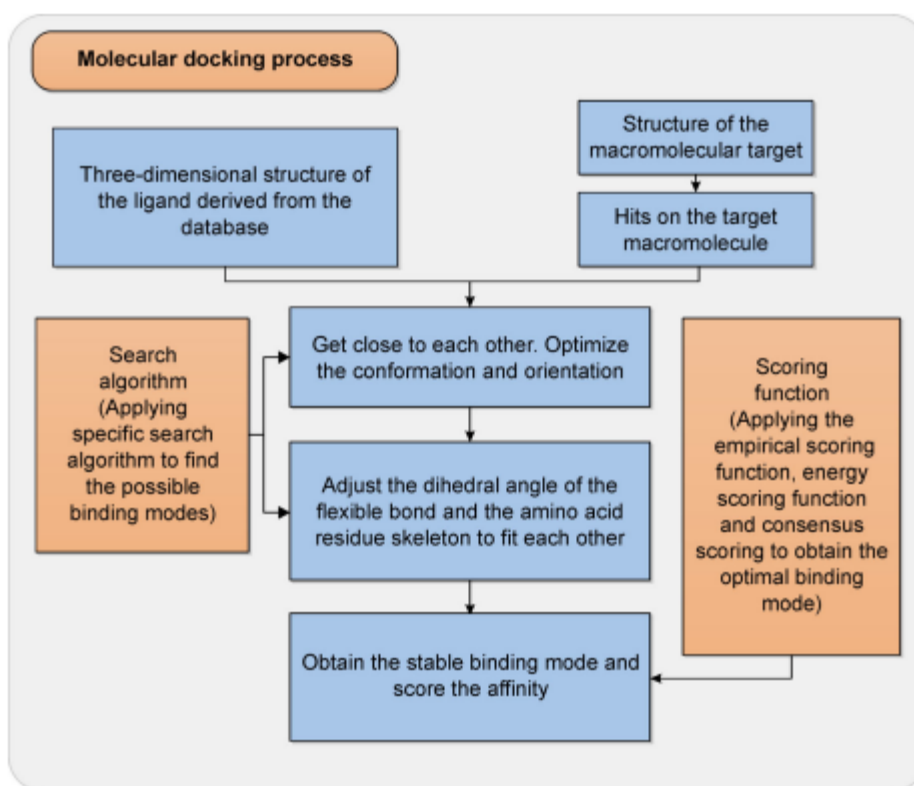 Molecular docking process
Three-dimensional structure of
the ligand derived from the
database
Structure of the
macromolecular target
Hits on the target
macromolecule
Search
algorithm
(Applying
specific search
algorithm to find
the possible
binding modes)
Get close to each other. Optimize
the conformation and orientation
Adjust the dihedral angle of the
flexible bond and the amino acid
residue skeleton to fit each other
Obtain the stable binding mode and
score the affinity
Scoring
function
(Applying the
empirical scoring
function, energy
scoring function
and consensus
scoring to obtain the
optimal binding
mode)